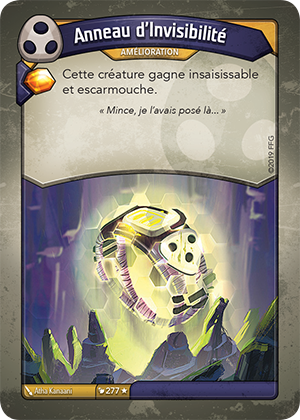 Anneau d'Invisibilité
AMÉLIORATION
Cette créature gagne insaisissable
et escarmouche.
« Mince, je l'avais posé là... »
©2019 FFG
Atha Kanaani
277